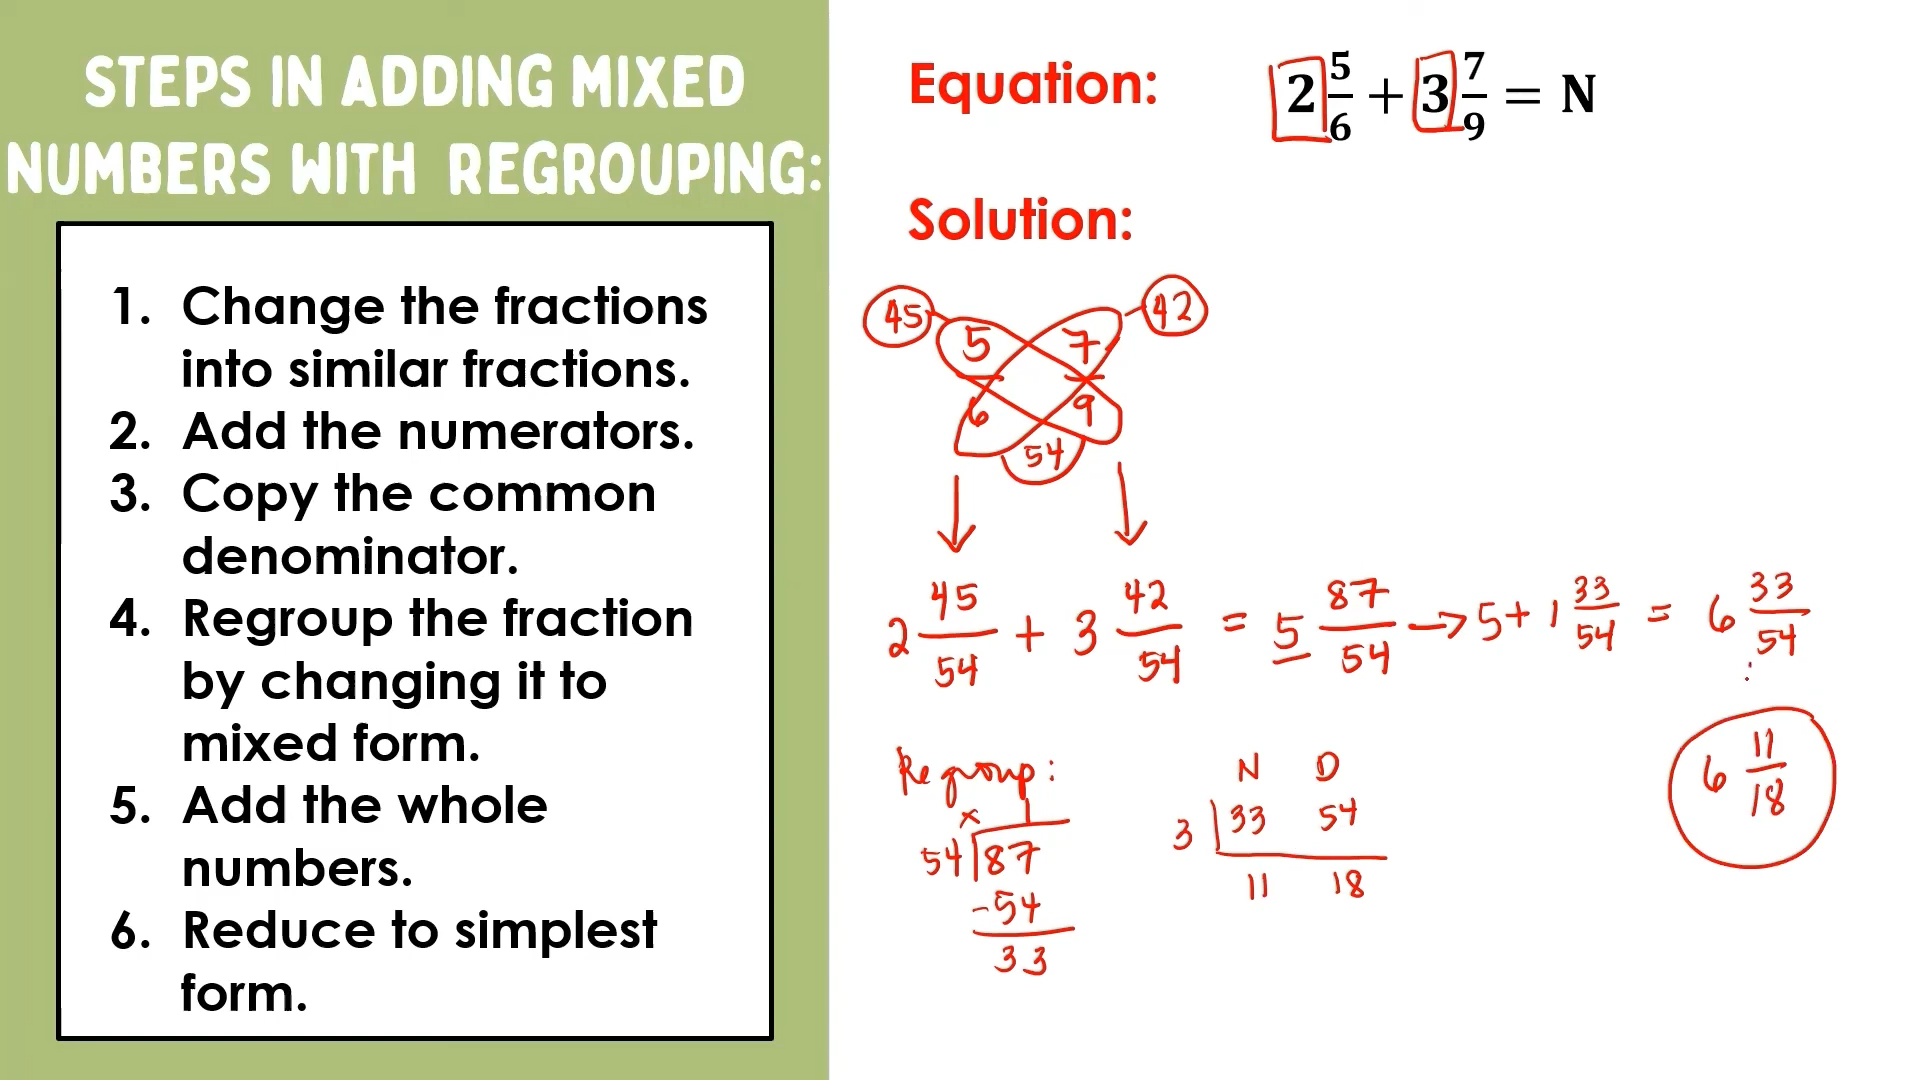 STEPS IN ADDING MIXED
NUMBERS WITH REGROUPING:
1. Change the fractions
into similar fractions.
2. Add the numerators.
3. Copy the common
denominator.
4. Regroup the fraction
by changing it to
mixed form.
5. Add the whole
numbers.
6. Reduce to simplest
form.
Equation: 2 5/6 + 3 7/9 = N
Solution:
45 42
5 7
6 9
54
2 45/54 + 3 42/54 = 5 87/54 → 5 + 1 33/54 = 6 33/54
6 11/18
Regroup:
x 1
54 87
-54
33
N D
3 33 54
11 18